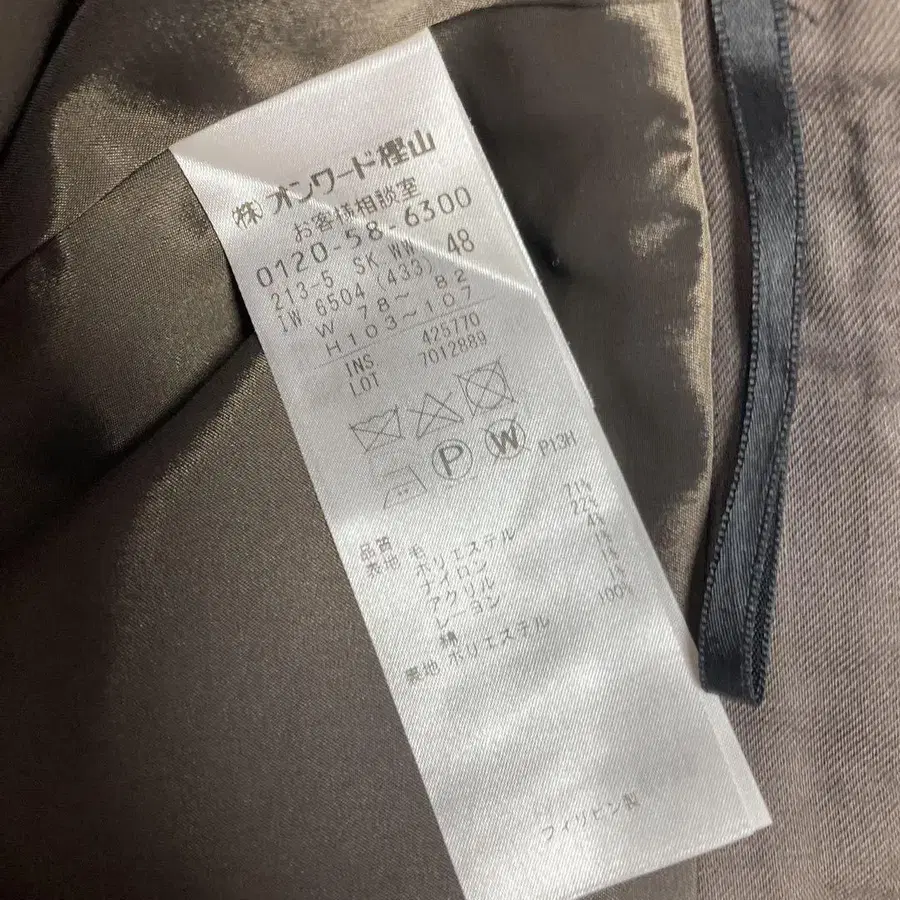 ㈱オンワード樫山
お客様相談室
0120-58-6300
213-5 SK WM 48
IW 6504 (433)
W 78～ 82
H103～107
INS 425770
LOT 7012889
P W P13H
品質
表地 毛 71%
ポリエステル 22%
ナイロン 4%
アクリル 1%
レーヨン 1%
綿 1%
裏地 ポリエステル 100%
フィリピン製